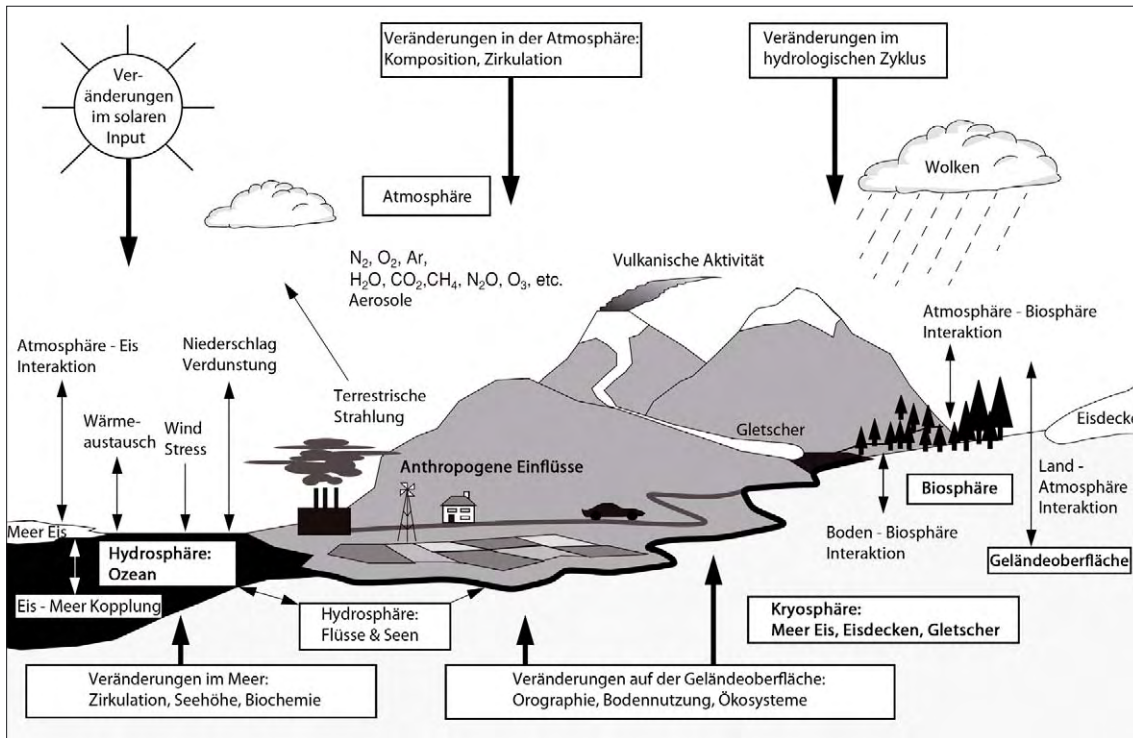 Ver-
änderungen
im solaren
Input
Veränderungen in der Atmosphäre:
Komposition, Zirkulation
Veränderungen im
hydrologischen Zyklus
Wolken
Atmosphäre
N₂, O₂, Ar,
H₂O, CO₂,CH₄, N₂O, O₃, etc.
Aerosole
Vulkanische Aktivität
Atmosphäre - Biosphäre
Interaktion
Atmosphäre - Eis
Interaktion
Niederschlag
Verdunstung
Terrestrische
Strahlung
Wärme-
austausch
Wind
Stress
Gletscher
Eisdecke
Anthropogene Einflüsse
Land -
Atmosphäre
Interaktion
Biosphäre
Boden - Biosphäre
Interaktion
Meer Eis
Hydrosphäre:
Ozean
Geländeoberfläche
Eis - Meer Kopplung
Hydrosphäre:
Flüsse & Seen
Kryosphäre:
Meer Eis, Eisdecken, Gletscher
Veränderungen im Meer:
Zirkulation, Seehöhe, Biochemie
Veränderungen auf der Geländeoberfläche:
Orographie, Bodennutzung, Ökosysteme